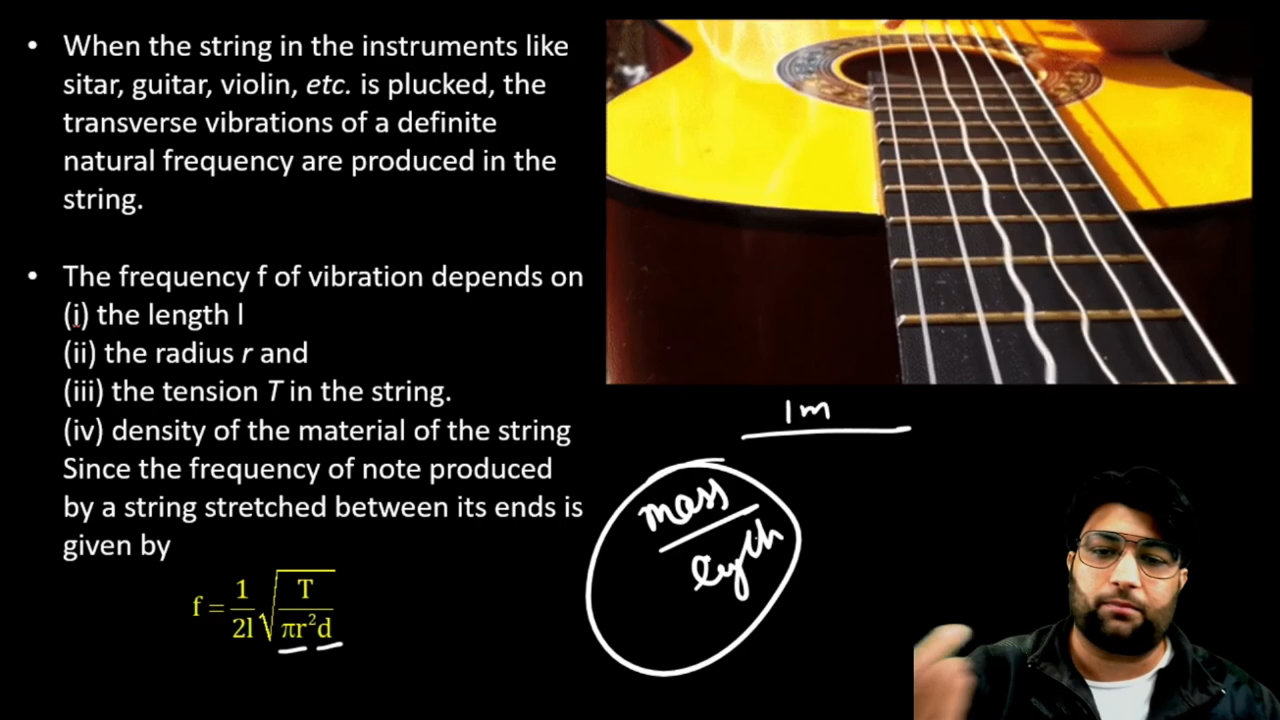 • When the string in the instruments like
sitar, guitar, violin, etc. is plucked, the
transverse vibrations of a definite
natural frequency are produced in the
string.
• The frequency f of vibration depends on
(i) the length l
(ii) the radius r and
(iii) the tension T in the string.
(iv) density of the material of the string
Since the frequency of note produced
by a string stretched between its ends is
given by
f = 1/2l √(T/πr²d)
1m
mass
length